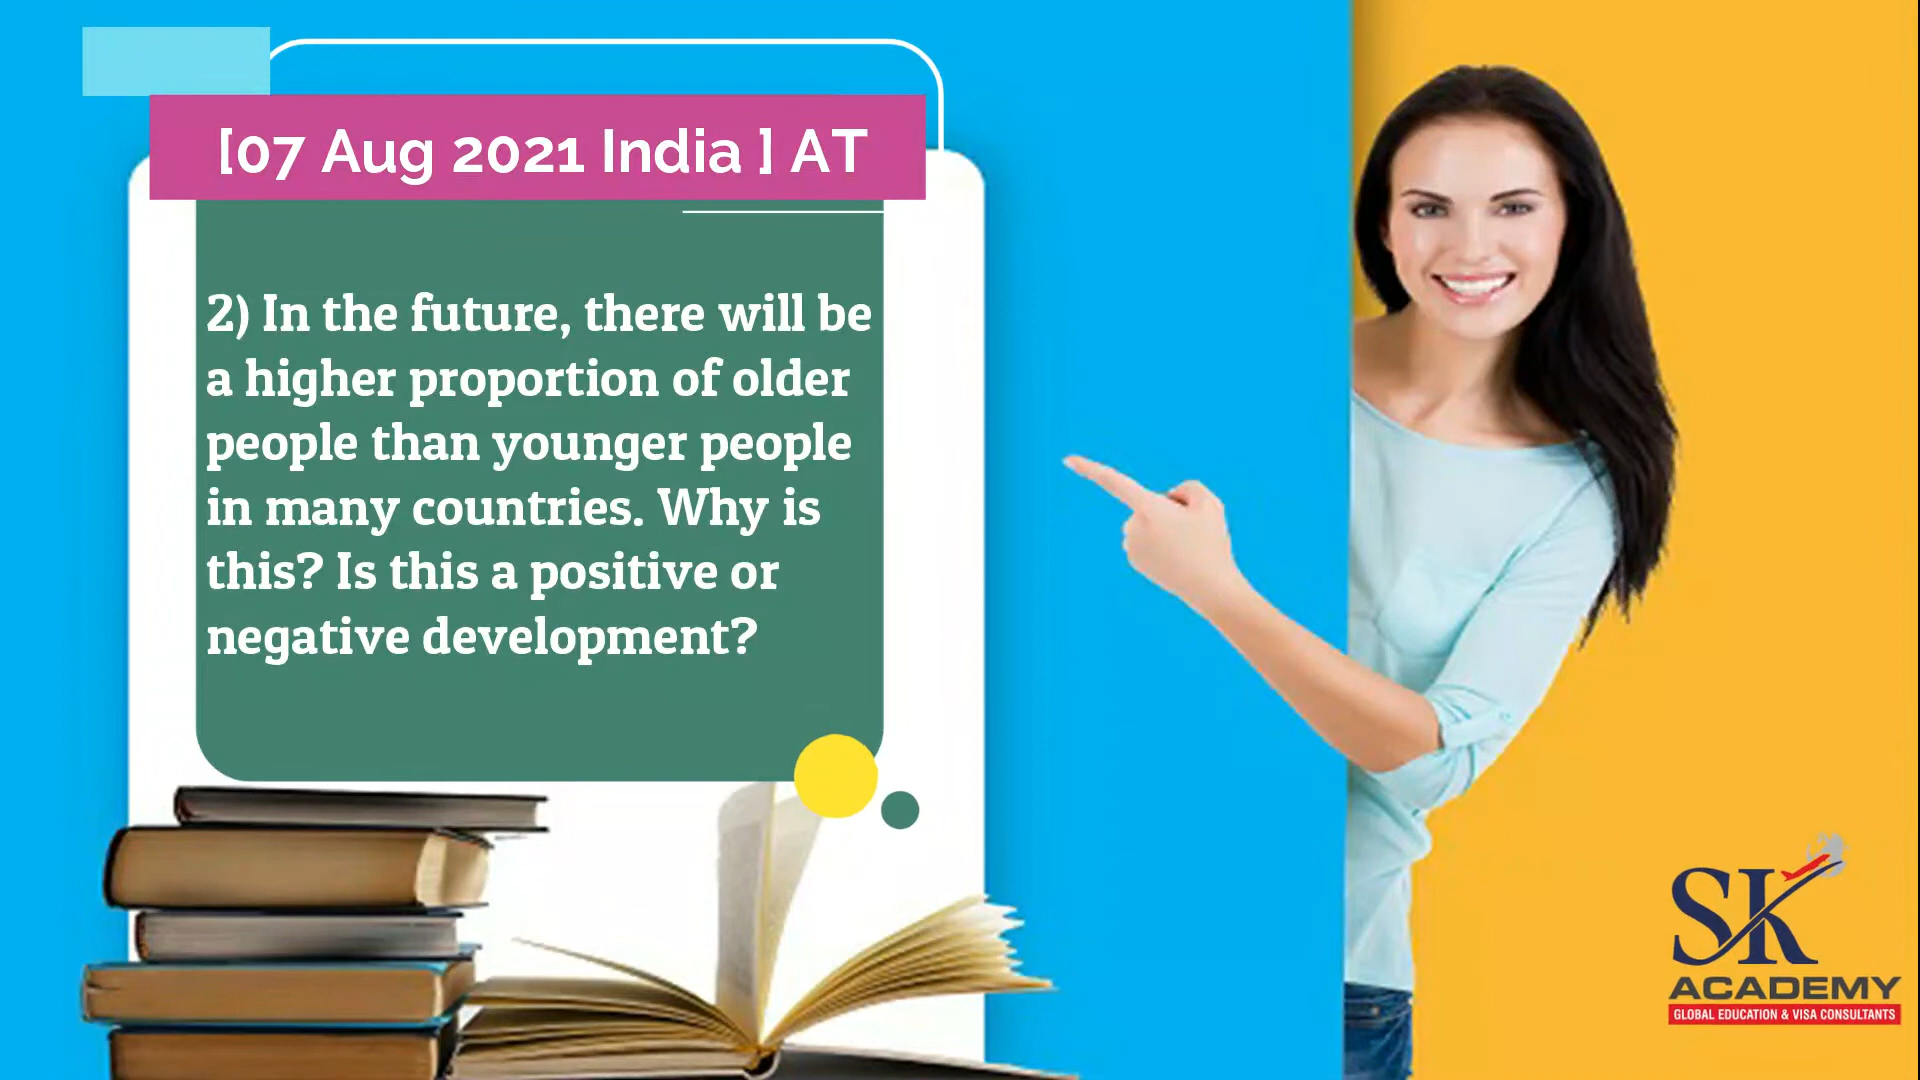 [07 Aug 2021 India ] AT
2) In the future, there will be
a higher proportion of older
people than younger people
in many countries. Why is
this? Is this a positive or
negative development?
SK
ACADEMY
GLOBAL EDUCATION & VISA CONSULTANTS